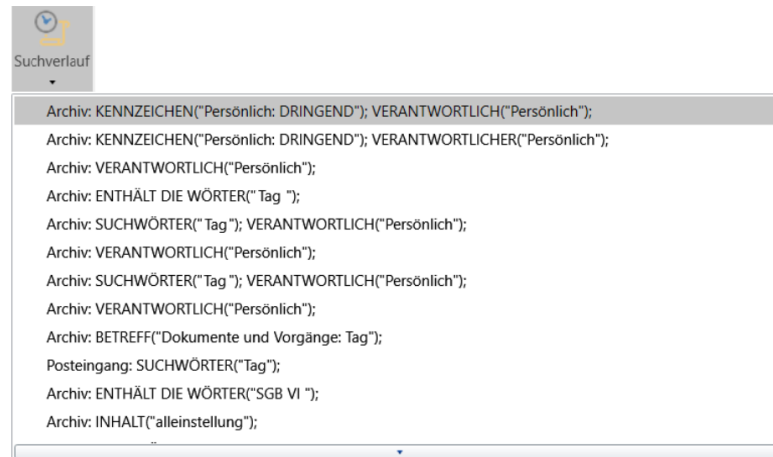 Suchverlauf
Archiv: KENNZEICHEN("Persönlich: DRINGEND"); VERANTWORTLICH("Persönlich");
Archiv: KENNZEICHEN("Persönlich: DRINGEND"); VERANTWORTLICHER("Persönlich");
Archiv: VERANTWORTLICH("Persönlich");
Archiv: ENTHÄLT DIE WÖRTER("Tag ");
Archiv: SUCHWÖRTER("Tag"); VERANTWORTLICH("Persönlich");
Archiv: VERANTWORTLICH("Persönlich");
Archiv: SUCHWÖRTER("Tag"); VERANTWORTLICH("Persönlich");
Archiv: VERANTWORTLICH("Persönlich");
Archiv: BETREFF("Dokumente und Vorgänge: Tag");
Posteingang: SUCHWÖRTER("Tag");
Archiv: ENTHÄLT DIE WÖRTER("SGB VI ");
Archiv: INHALT("alleinstellung");